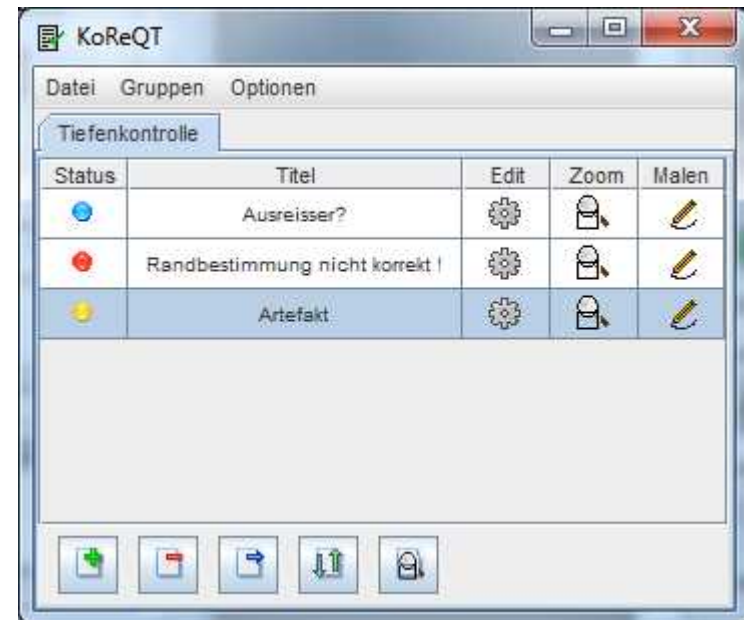 KoReQT
Datei Gruppen Optionen
Tiefenkontrolle
Status Titel Edit Zoom Malen
Ausreisser?
Randbestimmung nicht korrekt !
Artefakt